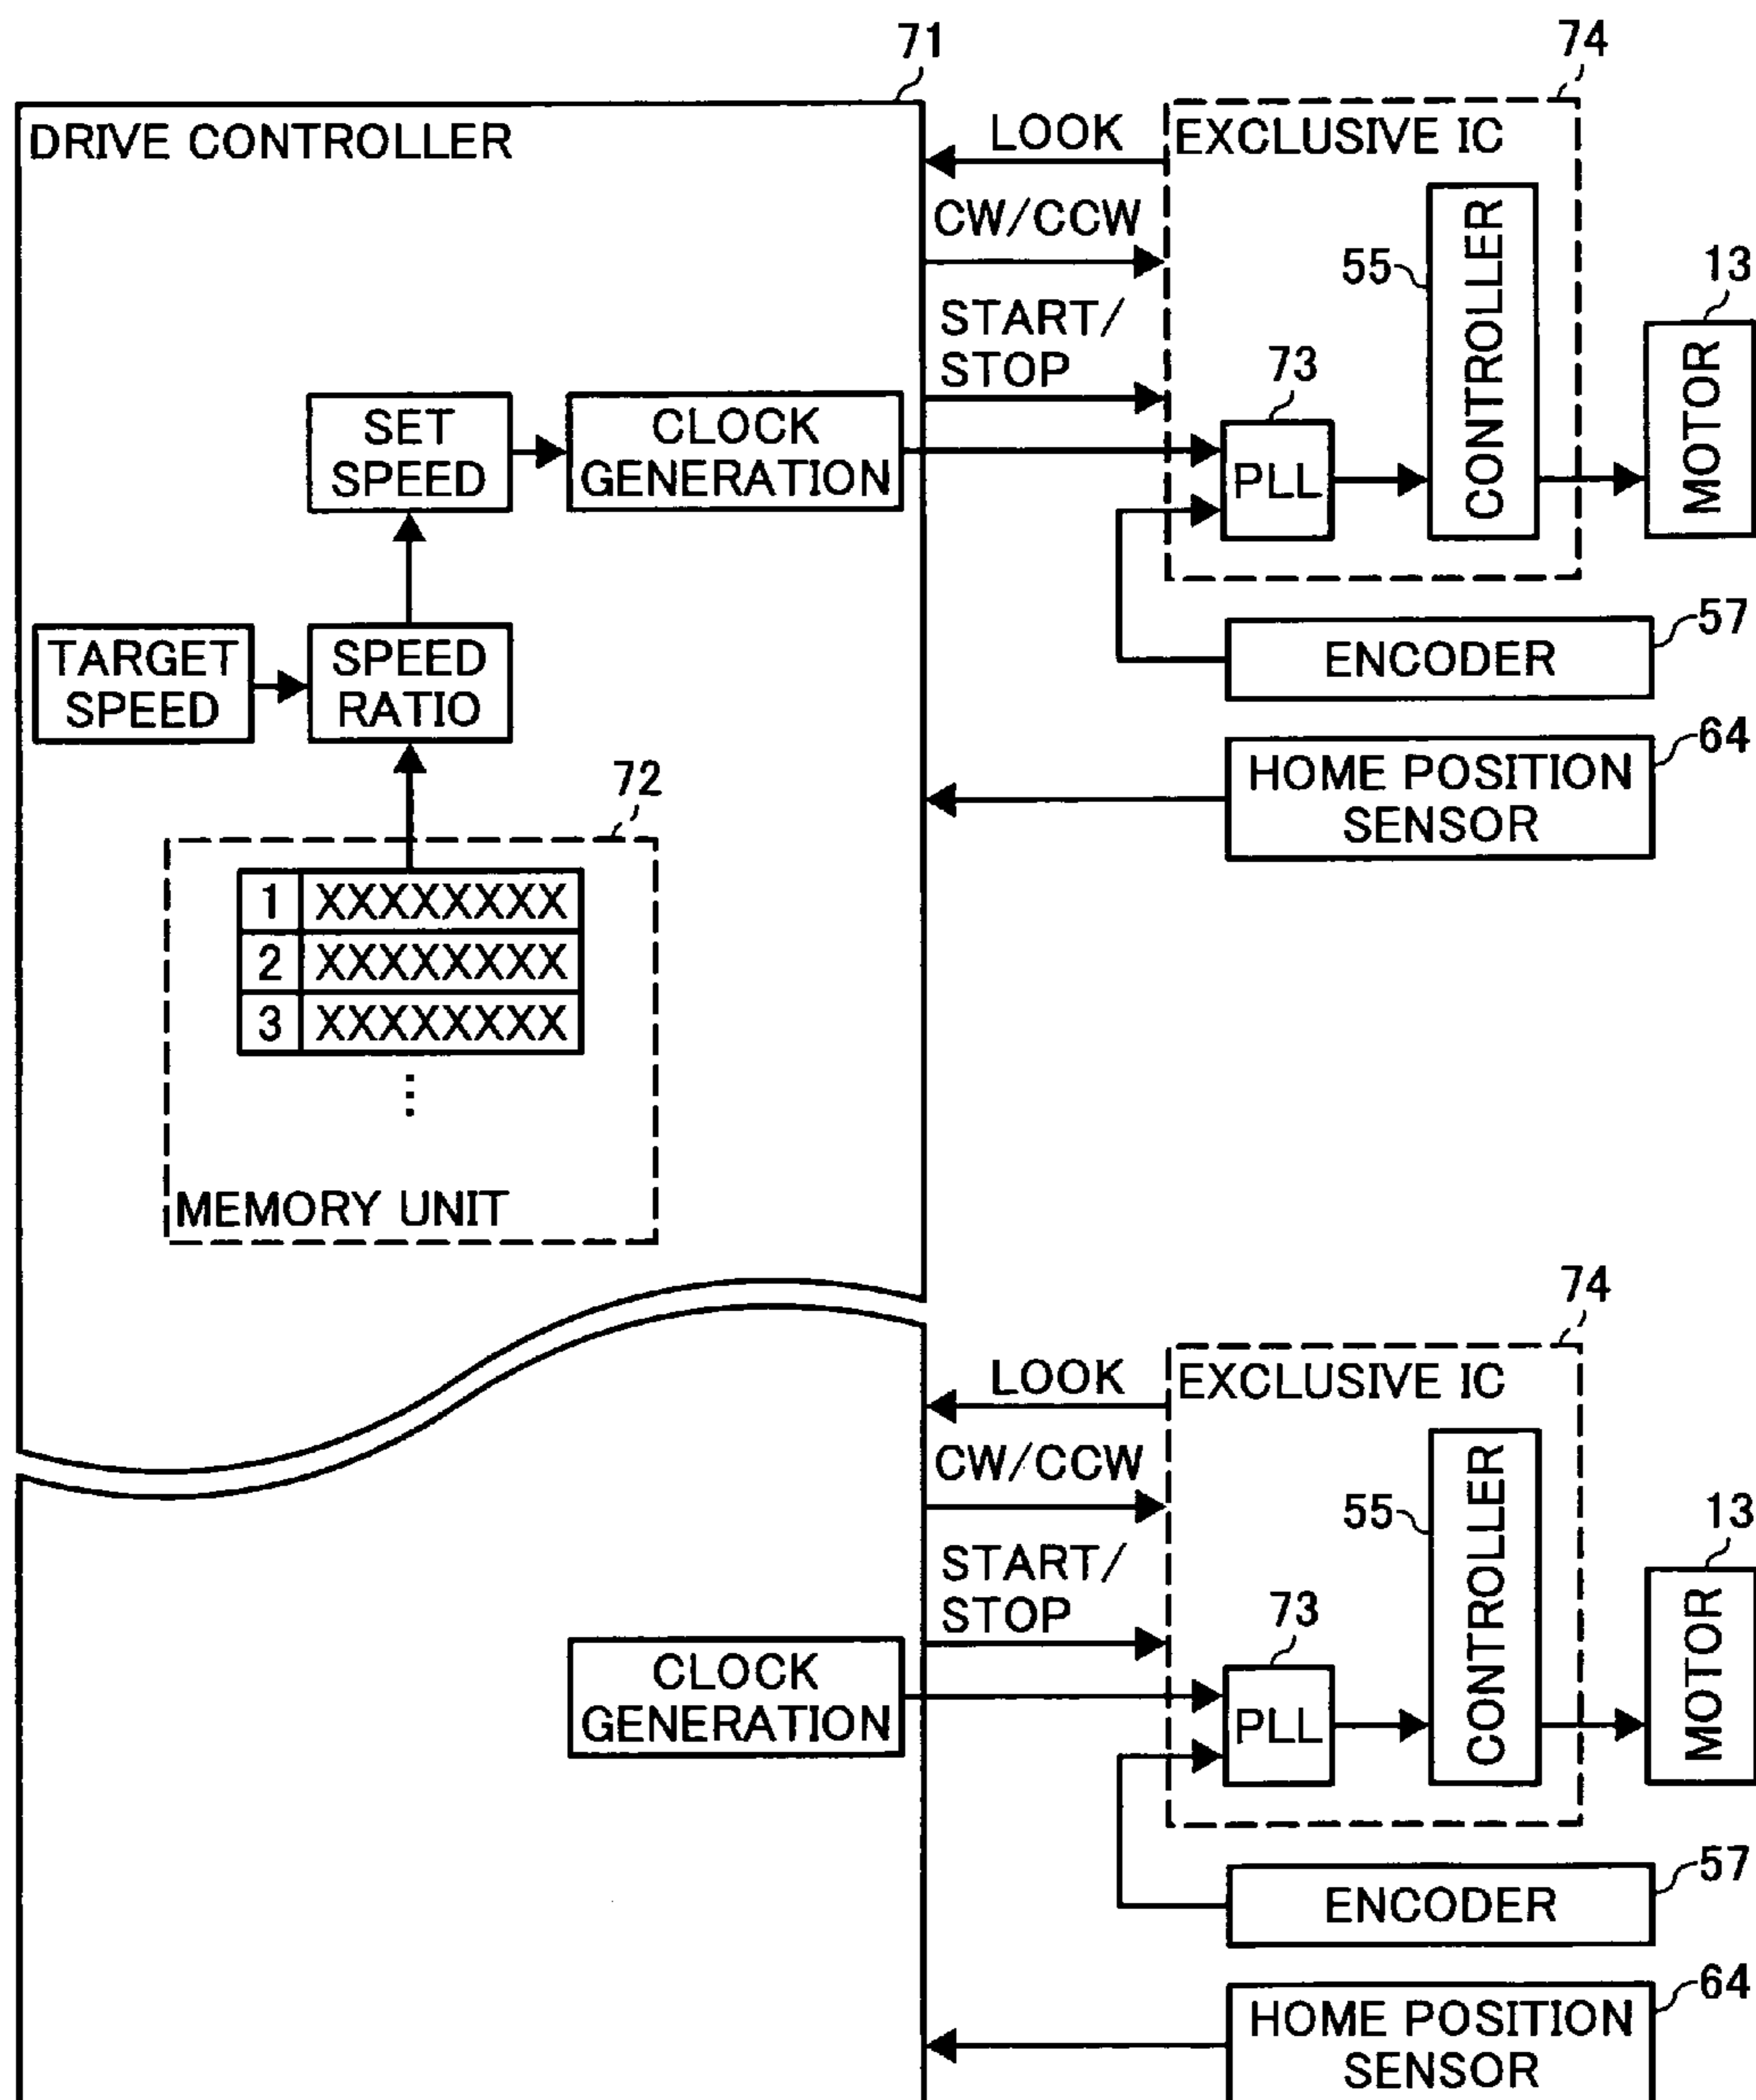 71
74
DRIVE CONTROLLER
LOOK
EXCLUSIVE IC
CW/CCW
55
CONTROLLER
13
MOTOR
START/
STOP
73
PLL
SET
SPEED
CLOCK
GENERATION
TARGET
SPEED
SPEED
RATIO
57
ENCODER
64
HOME POSITION
SENSOR
72
1 XXXXXXXX
2 XXXXXXXX
3 XXXXXXXX
⋮
MEMORY UNIT
74
LOOK
EXCLUSIVE IC
CW/CCW
55
CONTROLLER
13
MOTOR
START/
STOP
73
PLL
CLOCK
GENERATION
57
ENCODER
64
HOME POSITION
SENSOR